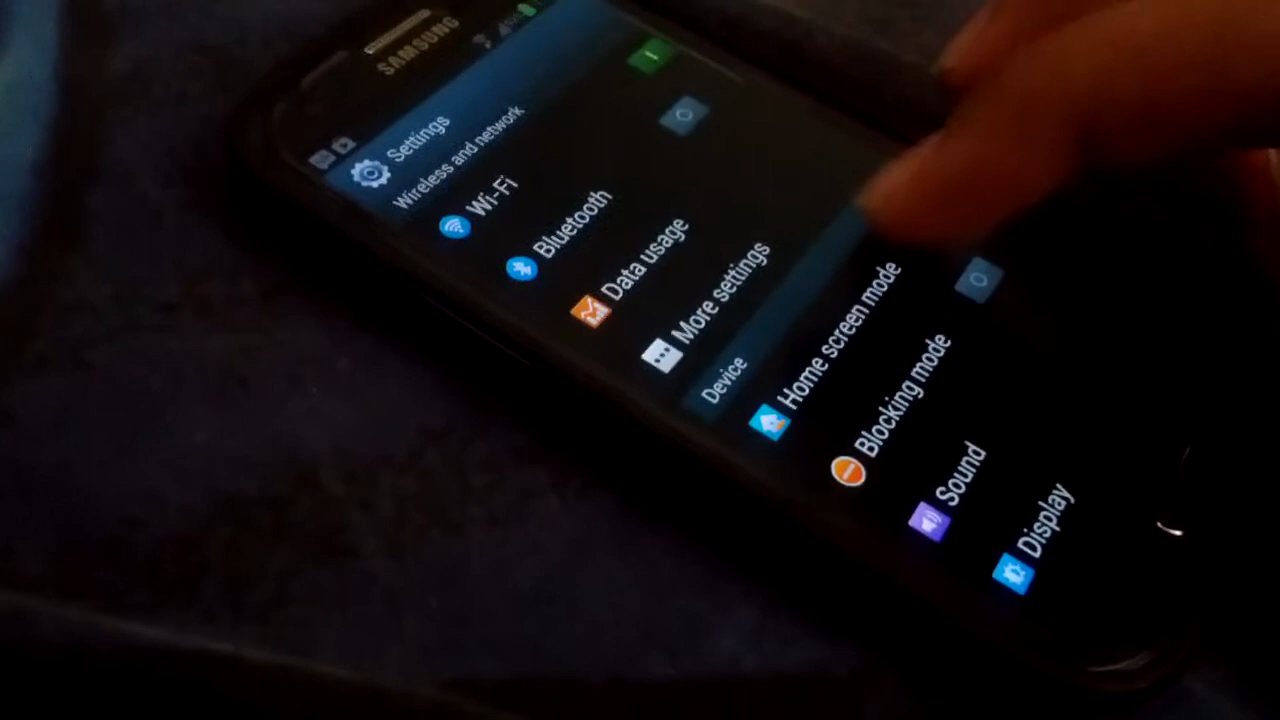 SAMSUNG
Settings
Wireless and network
Wi-Fi
Bluetooth
Data usage
More settings
Device
Home screen mode
Blocking mode
Sound
Display